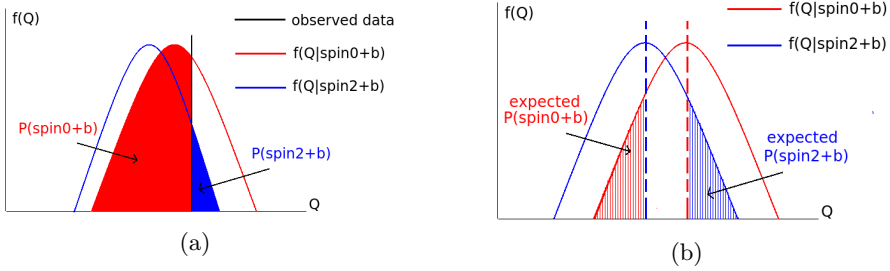 f(Q)
observed data
f(Q|spin0+b)
f(Q|spin2+b)
P(spin0+b)
P(spin2+b)
Q
(a)
f(Q)
f(Q|spin0+b)
f(Q|spin2+b)
expected
P(spin0+b)
expected
P(spin2+b)
Q
(b)